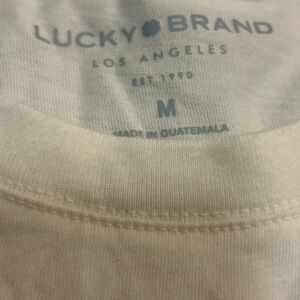 LUCKY BRAND
LOS ANGELES
EST. 1990
M
MADE IN GUATEMALA